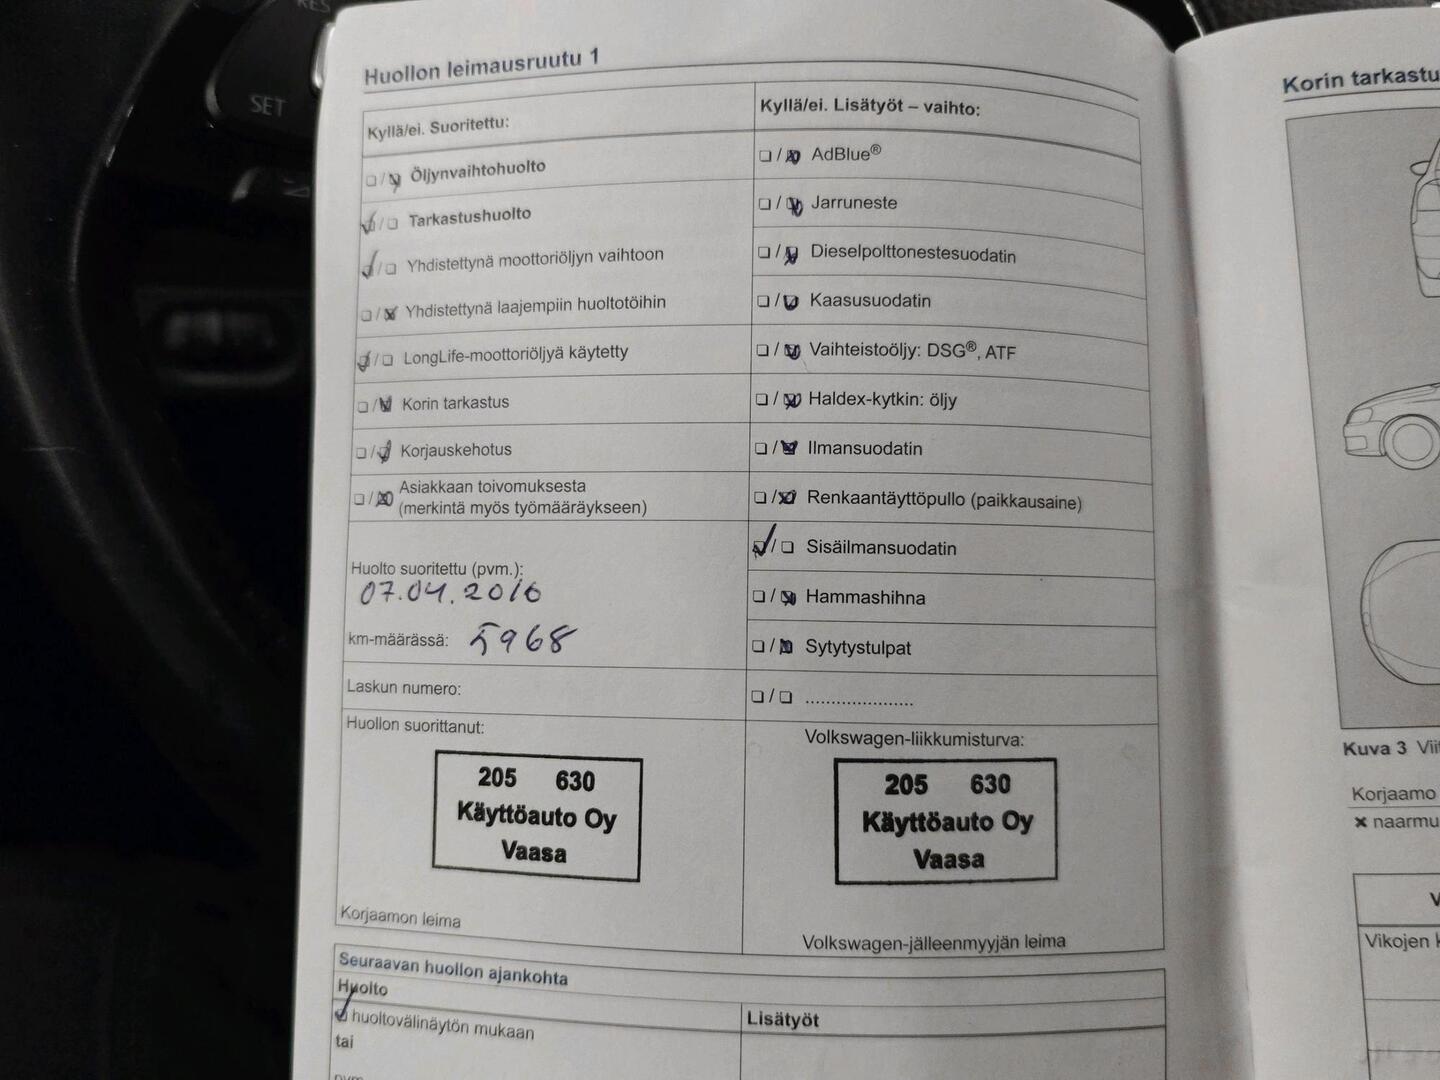 RES
SET
Huollon leimausruutu 1
Kyllä/ei. Suoritettu:
Öljynvaihtohuolto
Tarkastushuolto
Yhdistettynä moottoriöljyn vaihtoon
Yhdistettynä laajempiin huoltotöihin
LongLife-moottoriöljyä käytetty
Korin tarkastus
Korjauskehotus
Asiakkaan toivomuksesta
(merkintä myös työmääräykseen)
Huolto suoritettu (pvm.):
07.04.2016
km-määrässä: 5968
Laskun numero:
Huollon suorittanut:
205 630
Käyttöauto Oy
Vaasa
Korjaamon leima
Kyllä/ei. Lisätyöt – vaihto:
AdBlue®
Jarruneste
Dieselpolttonestesuodatin
Kaasusuodatin
Vaihteistoöljy: DSG®, ATF
Haldex-kytkin: öljy
Ilmansuodatin
Renkaantäyttöpullo (paikkausaine)
Sisäilmansuodatin
Hammashihna
Sytytystulpat
.....................
Volkswagen-liikkumisturva:
205 630
Käyttöauto Oy
Vaasa
Volkswagen-jälleenmyyjän leima
Seuraavan huollon ajankohta
Huolto
huoltovälinäytön mukaan
tai
Lisätyöt
Korin tarkastu
Kuva 3 Vii
Korjaamo
× naarmu
V
Vikojen k